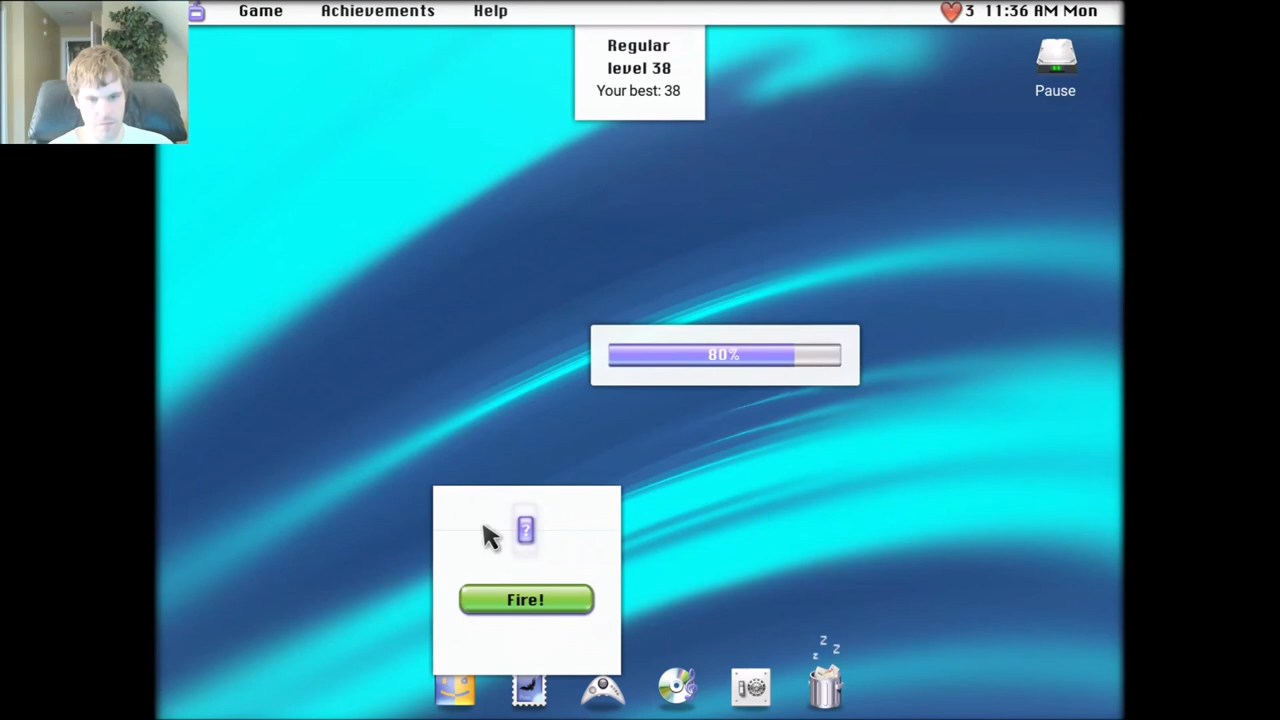 Game Achievements Help 3 11:36 AM Mon
Regular
level 38
Your best: 38
Pause
80%
?
Fire!
z
z
z